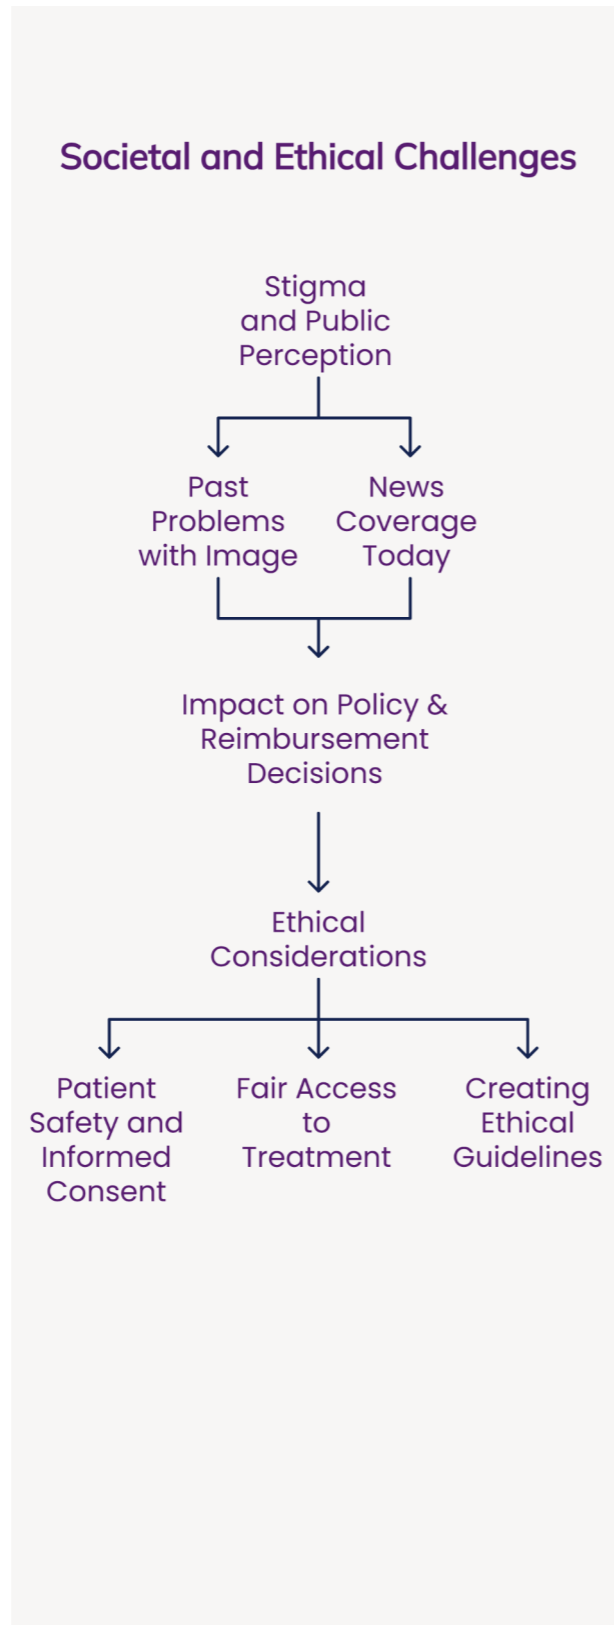 Societal and Ethical Challenges
Stigma
and Public
Perception
Past
Problems
with Image
News
Coverage
Today
Impact on Policy &
Reimbursement
Decisions
Ethical
Considerations
Patient
Safety and
Informed
Consent
Fair Access
to
Treatment
Creating
Ethical
Guidelines